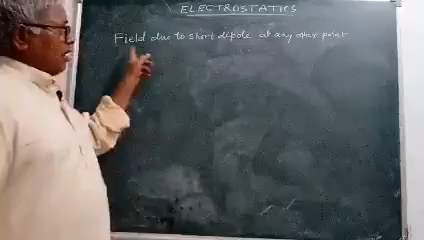 ELECTROSTATICS
Field due to short dipole at any other point